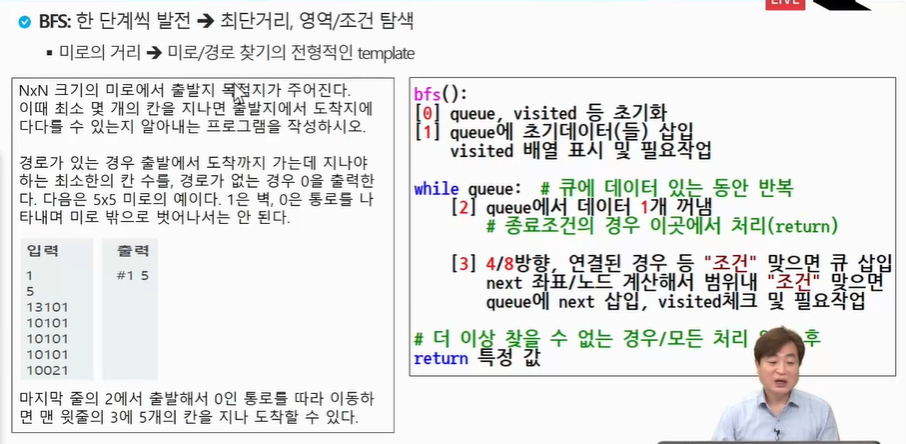 LIVE
BFS: 한 단계씩 발전 → 최단거리, 영역/조건 탐색
▪ 미로의 거리 → 미로/경로 찾기의 전형적인 template
NxN 크기의 미로에서 출발지 목적지가 주어진다.
이때 최소 몇 개의 칸을 지나면 출발지에서 도착지에
다다를 수 있는지 알아내는 프로그램을 작성하시오.
경로가 있는 경우 출발에서 도착까지 가는데 지나야
하는 최소한의 칸 수를, 경로가 없는 경우 0을 출력한
다. 다음은 5x5 미로의 예이다. 1은 벽, 0은 통로를 나
타내며 미로 밖으로 벗어나서는 안 된다.
입력 출력
1 #1 5
5
13101
10101
10101
10101
10021
마지막 줄의 2에서 출발해서 0인 통로를 따라 이동하
면 맨 윗줄의 3에 5개의 칸을 지나 도착할 수 있다.
bfs():
[0] queue, visited 등 초기화
[1] queue에 초기데이터(들) 삽입
visited 배열 표시 및 필요작업
while queue: # 큐에 데이터 있는 동안 반복
[2] queue에서 데이터 1개 꺼냄
# 종료조건의 경우 이곳에서 처리(return)
[3] 4/8방향, 연결된 경우 등 "조건" 맞으면 큐 삽입
next 좌표/노드 계산해서 범위내 "조건" 맞으면
queue에 next 삽입, visited체크 및 필요작업
# 더 이상 찾을 수 없는 경우/모든 처리 후
return 특정 값